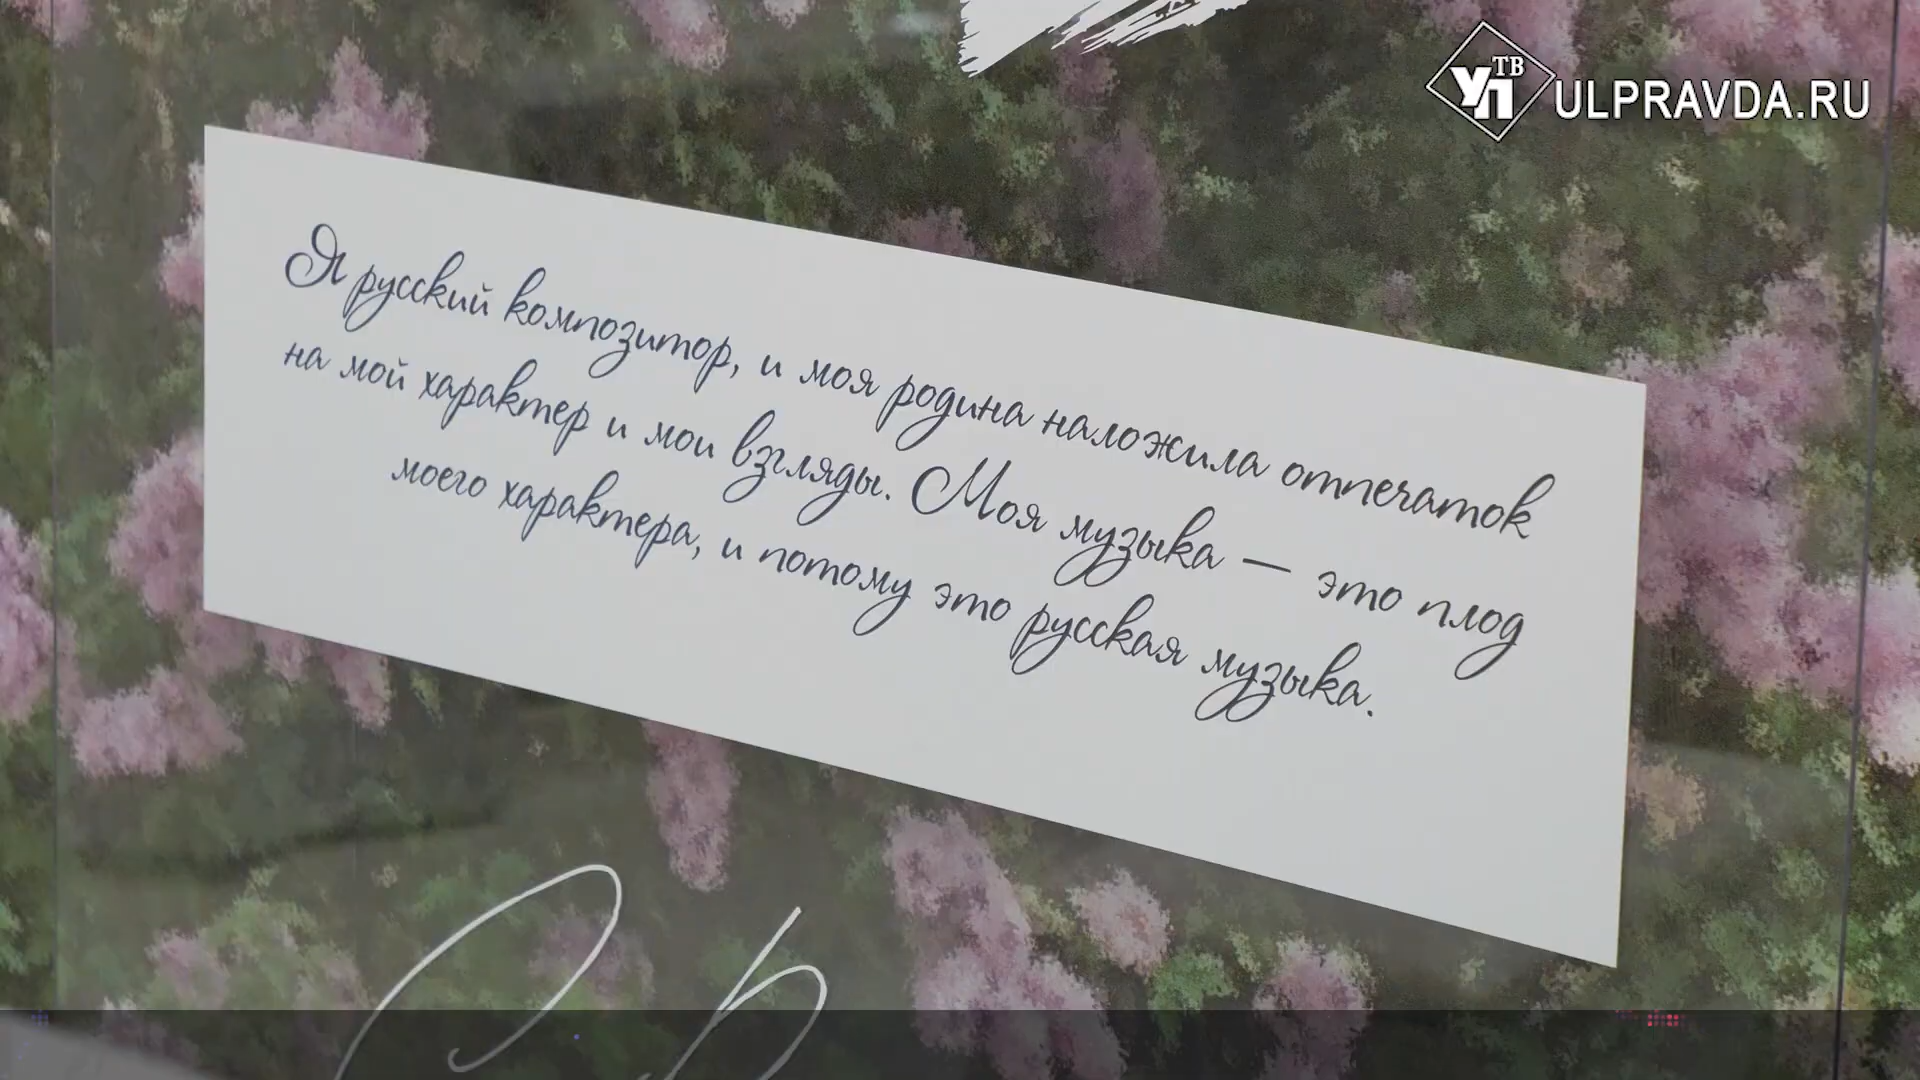 ТВ
УП
ULPRAVDA.RU
Я русский композитор, и моя родина наложила отпечаток
на мой характер и мои взгляды. Моя музыка — это плод
моего характера, и потому это русская музыка.